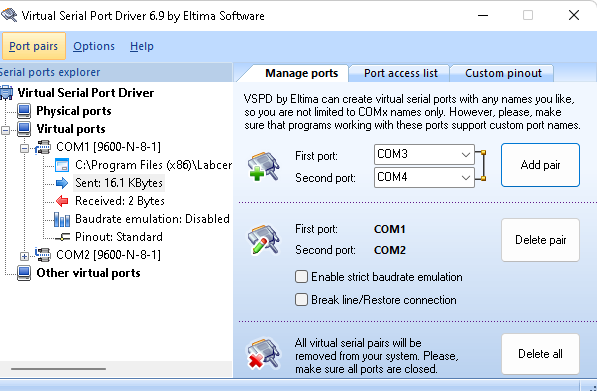 Virtual Serial Port Driver 6.9 by Eltima Software
Port pairs Options Help
Serial ports explorer
Virtual Serial Port Driver
Physical ports
Virtual ports
COM1 [9600-N-8-1]
C:\Program Files (x86)\Labcer
Sent: 16.1 KBytes
Received: 2 Bytes
Baudrate emulation: Disabled
Pinout: Standard
COM2 [9600-N-8-1]
Other virtual ports
Manage ports Port access list Custom pinout
VSPD by Eltima can create virtual serial ports with any names you like,
so you are not limited to COMx names only. However, please, make
sure that programs working with these ports support custom port names.
First port: COM3
Second port: COM4
Add pair
First port: COM1
Second port: COM2
Delete pair
Enable strict baudrate emulation
Break line/Restore connection
All virtual serial pairs will be
removed from your system. Please,
make sure all ports are closed.
Delete all